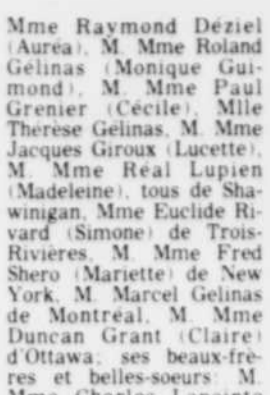 Mme Raymond Déziel
(Auréa), M. Mme Roland
Gélinas (Monique Gui-
mond), M. Mme Paul
Grenier (Cécile), Mlle
Thérèse Gélinas, M. Mme
Jacques Giroux (Lucette),
M. Mme Réal Lupien
(Madeleine), tous de Sha-
winigan, Mme Euclide Ri-
vard (Simone) de Trois-
Rivières, M. Mme Fred
Shero (Mariette) de New
York, M. Marcel Gelinas
de Montréal, M. Mme
Duncan Grant (Claire)
d'Ottawa; ses beaux-frè-
res et belles-soeurs: M.
Mme Charles